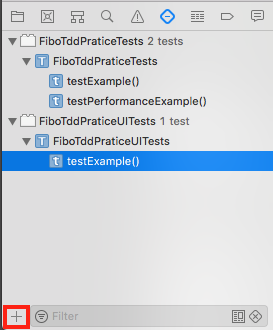 FiboTddPraticeTests 2 tests
T FiboTddPraticeTests
t testExample()
t testPerformanceExample()
FiboTddPraticeUITests 1 test
T FiboTddPraticeUITests
t testExample()
Filter